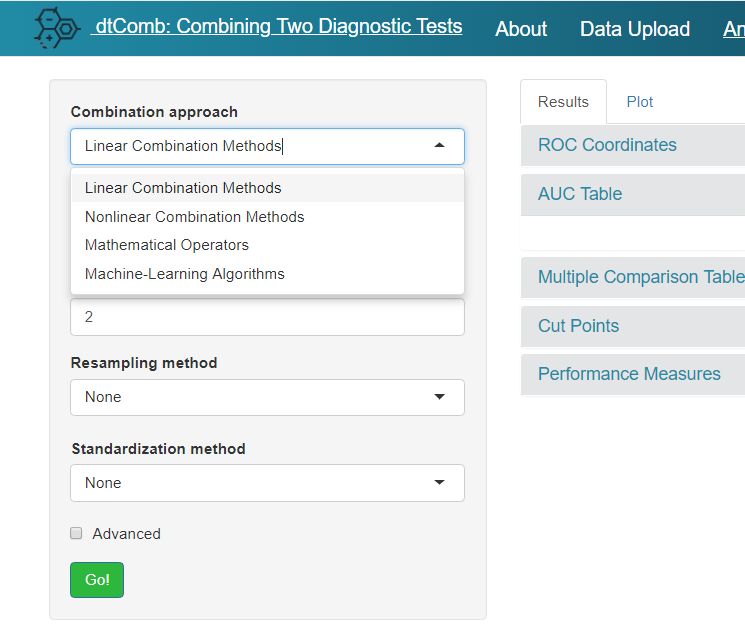 dtComb: Combining Two Diagnostic Tests About Data Upload An
Combination approach
Linear Combination Methods
Linear Combination Methods
Nonlinear Combination Methods
Mathematical Operators
Machine-Learning Algorithms
2
Resampling method
None
Standardization method
None
Advanced
Go!
Results Plot
ROC Coordinates
AUC Table
Multiple Comparison Table
Cut Points
Performance Measures